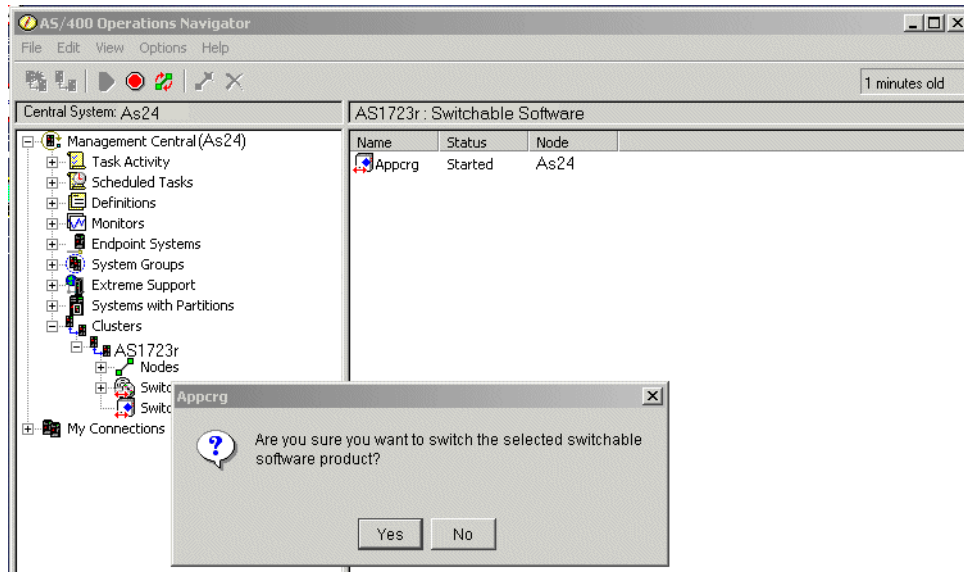 AS/400 Operations Navigator
File Edit View Options Help
1 minutes old
Central System: As24
AS1723r : Switchable Software
Management Central (As24)
Task Activity
Scheduled Tasks
Definitions
Monitors
Endpoint Systems
System Groups
Extreme Support
Systems with Partitions
Clusters
AS1723r
Nodes
Switc
Switc
My Connections
Name Status Node
Appcrg Started As24
Appcrg
Are you sure you want to switch the selected switchable
software product?
Yes No